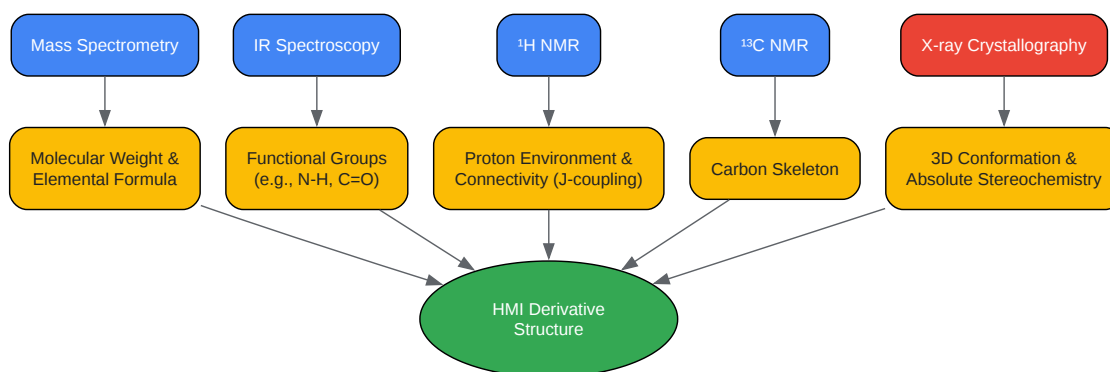 Mass Spectrometry
IR Spectroscopy
¹H NMR
¹³C NMR
X-ray Crystallography
Molecular Weight &
Elemental Formula
Functional Groups
(e.g., N-H, C=O)
Proton Environment &
Connectivity (J-coupling)
Carbon Skeleton
3D Conformation &
Absolute Stereochemistry
HMI Derivative
Structure